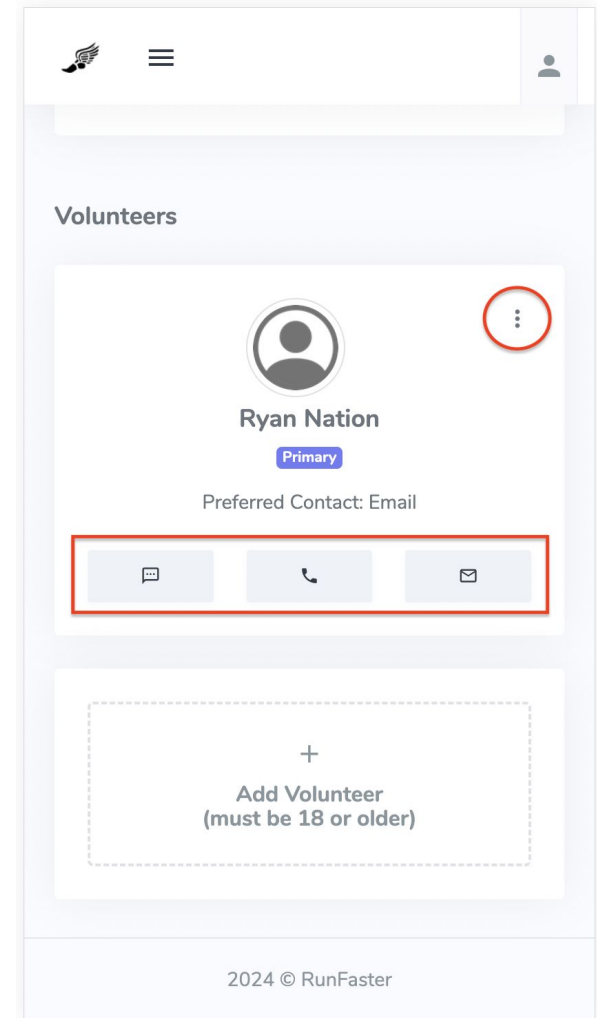 Volunteers
Ryan Nation
Primary
Preferred Contact: Email
Add Volunteer
(must be 18 or older)
2024 © RunFaster